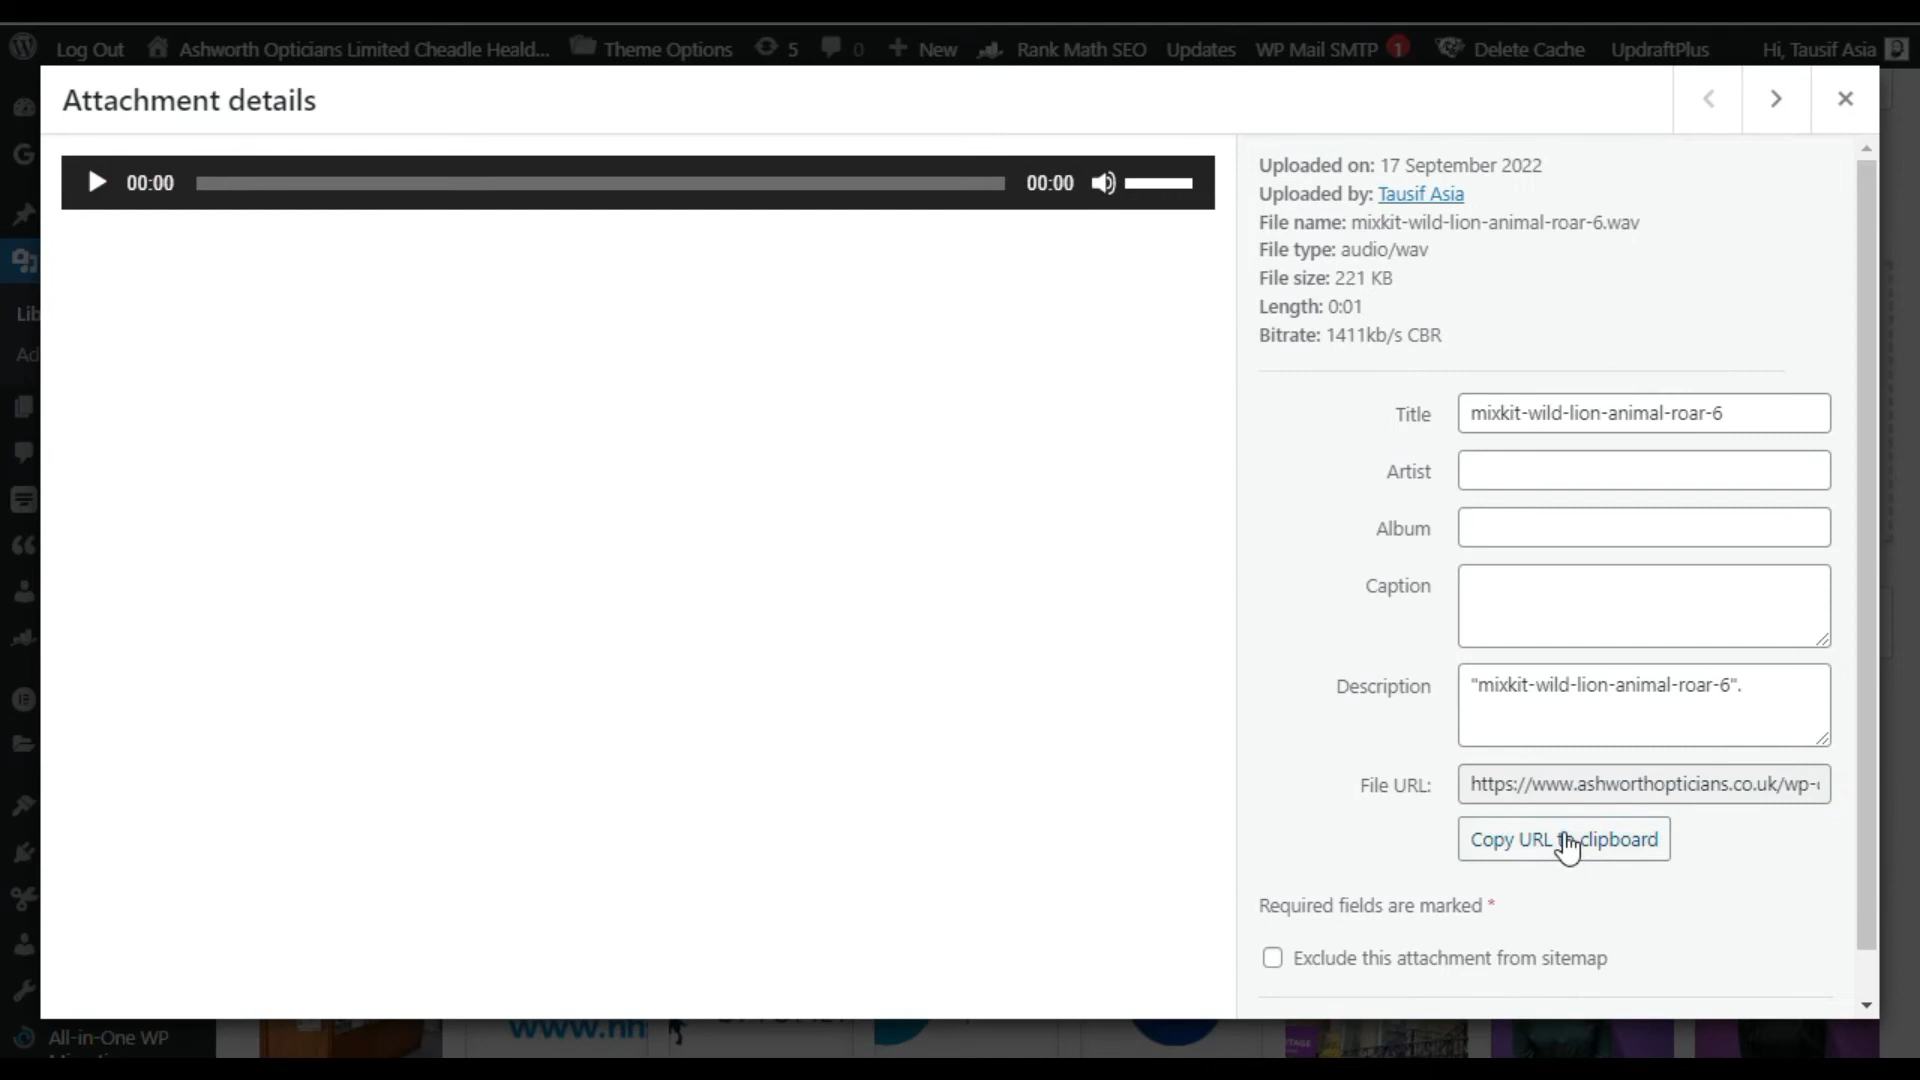 Log Out Ashworth Opticians Limited Cheadle Heald... Theme Options 5 0 New Rank Math SEO Updates WP Mail SMTP 1 Delete Cache UpdraftPlus Hi, Tausif Asia
Attachment details
00:00 00:00
Uploaded on: 17 September 2022
Uploaded by: Tausif Asia
File name: mixkit-wild-lion-animal-roar-6.wav
File type: audio/wav
File size: 221 KB
Length: 0:01
Bitrate: 1411kb/s CBR
Lib
Ad
Title mixkit-wild-lion-animal-roar-6
Artist
Album
Caption
Description "mixkit-wild-lion-animal-roar-6".
File URL: https://www.ashworthopticians.co.uk/wp-
Copy URL to clipboard
Required fields are marked *
Exclude this attachment from sitemap
All-in-One WP
www.nh